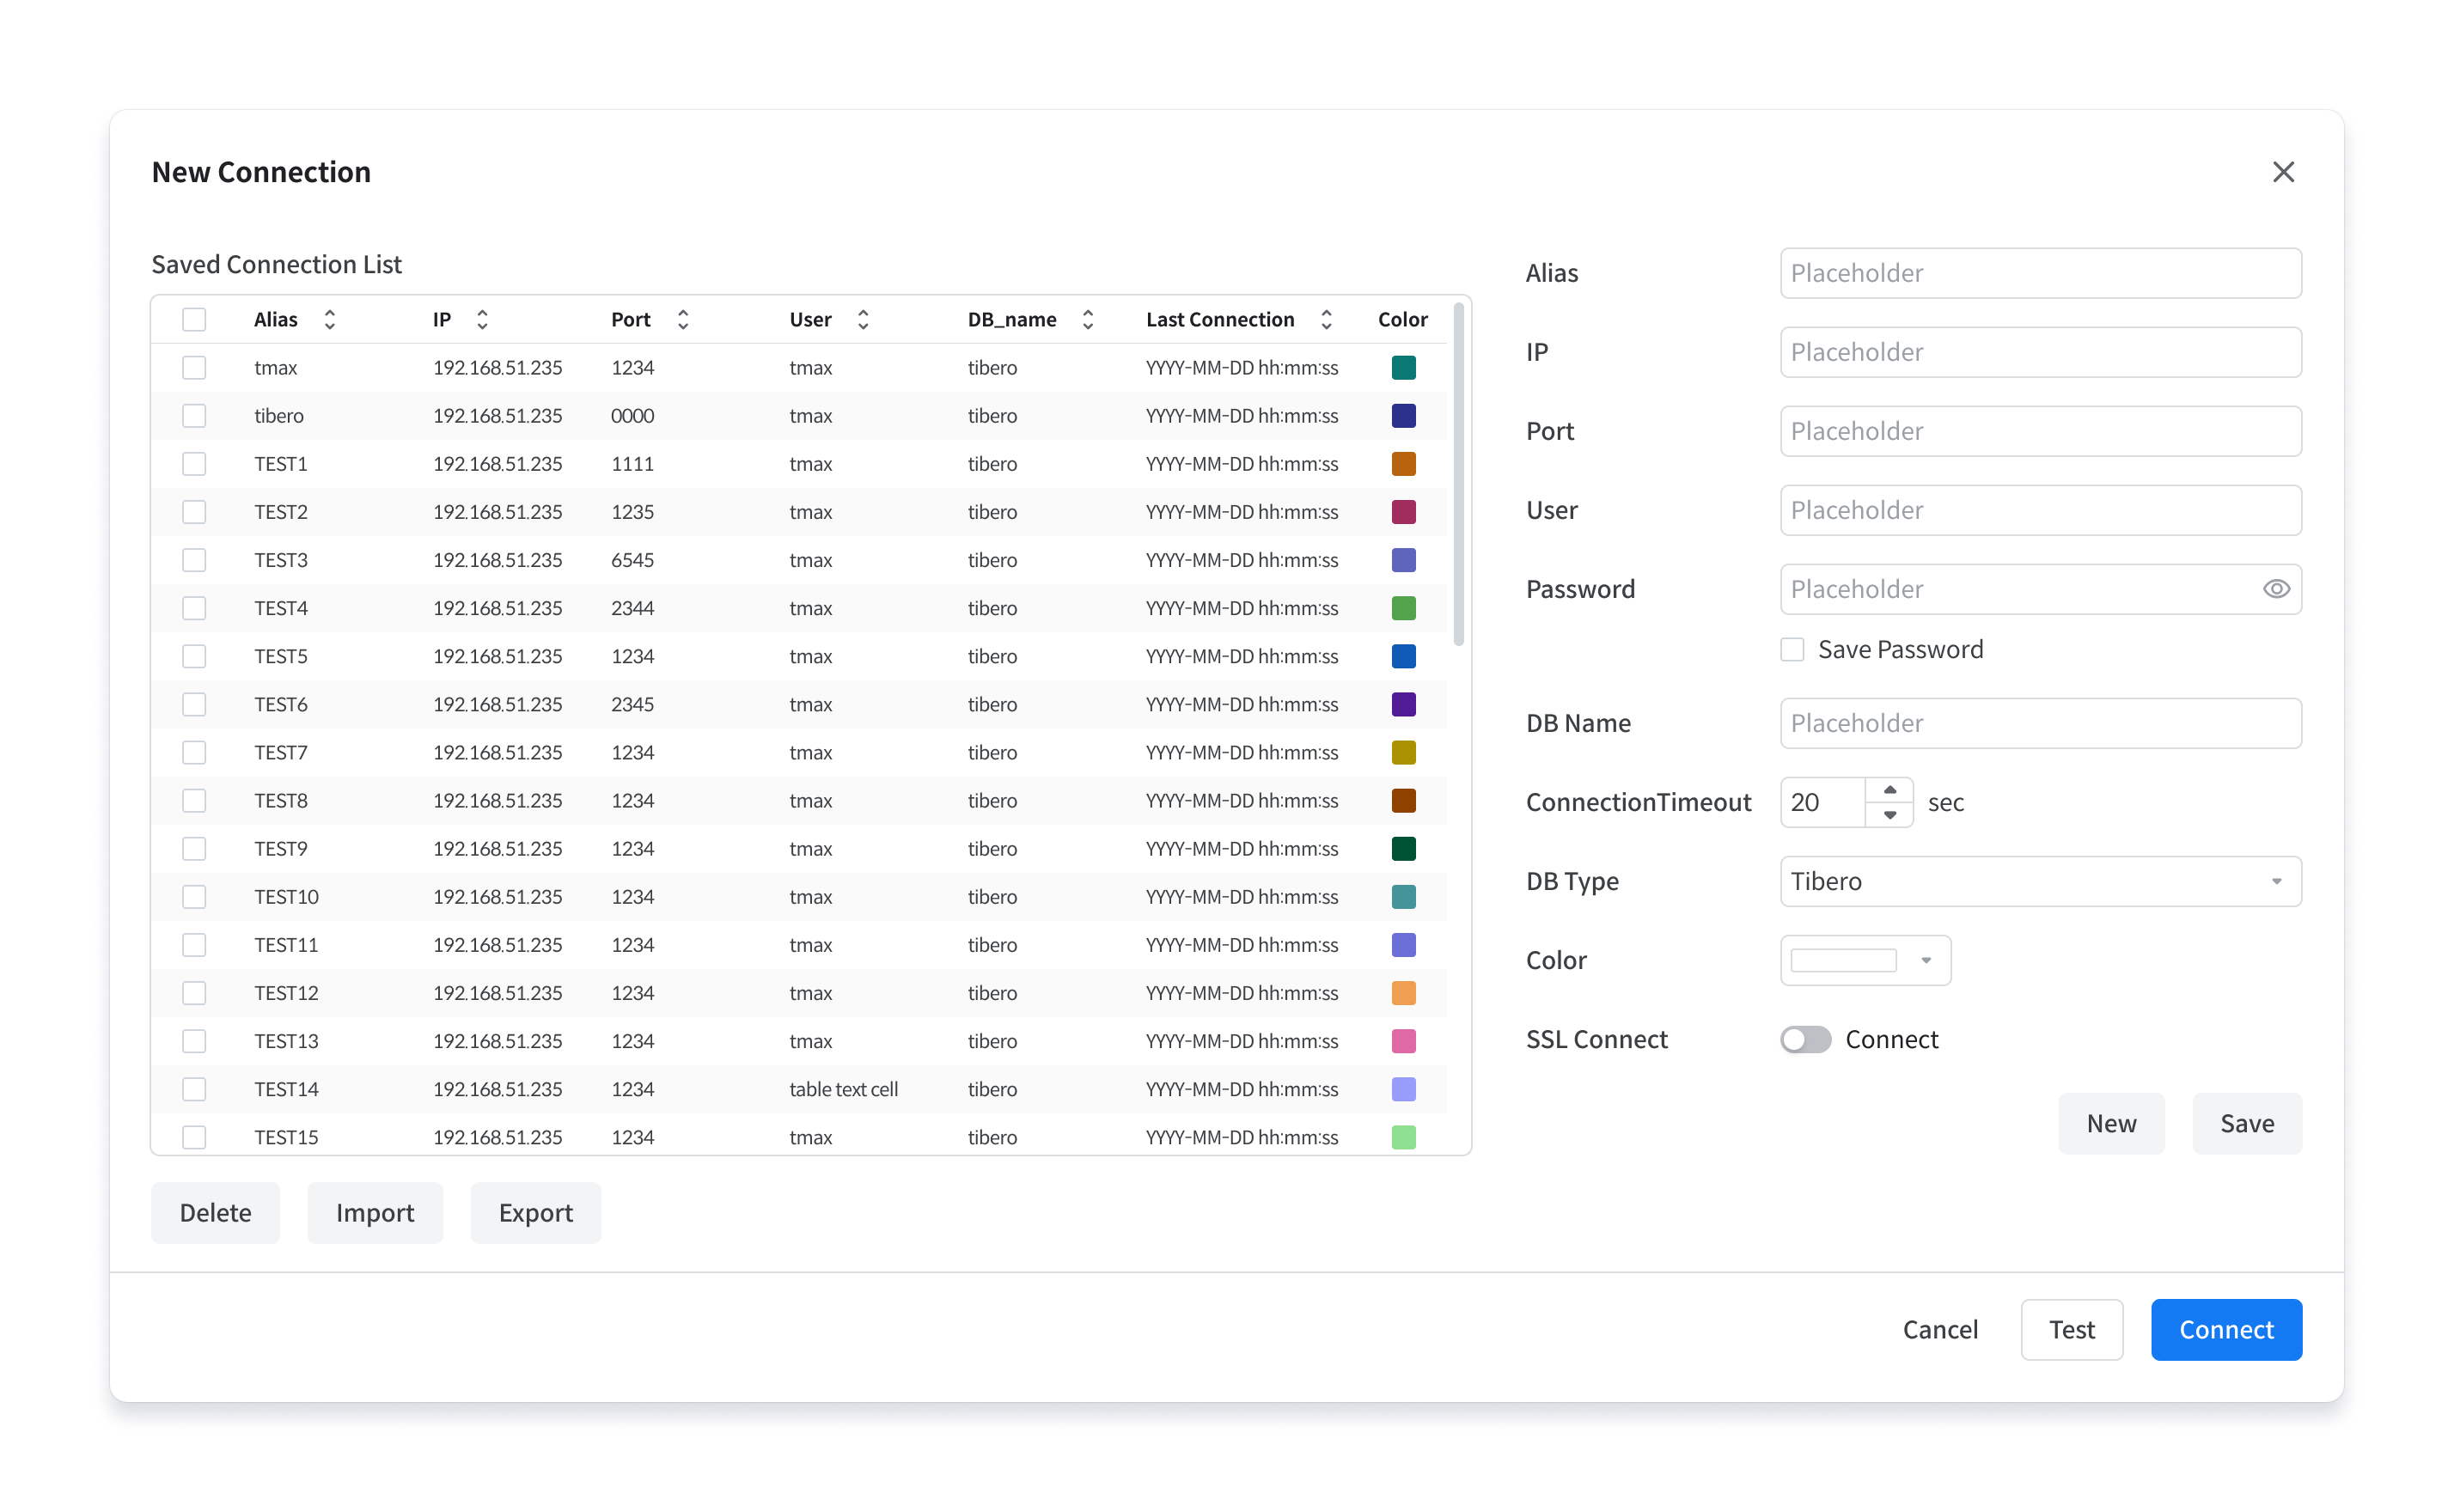 New Connection
Saved Connection List
Alias IP Port User DB_name Last Connection Color
tmax 192.168.51.235 1234 tmax tibero YYYY-MM-DD hh:mm:ss
tibero 192.168.51.235 0000 tmax tibero YYYY-MM-DD hh:mm:ss
TEST1 192.168.51.235 1111 tmax tibero YYYY-MM-DD hh:mm:ss
TEST2 192.168.51.235 1235 tmax tibero YYYY-MM-DD hh:mm:ss
TEST3 192.168.51.235 6545 tmax tibero YYYY-MM-DD hh:mm:ss
TEST4 192.168.51.235 2344 tmax tibero YYYY-MM-DD hh:mm:ss
TEST5 192.168.51.235 1234 tmax tibero YYYY-MM-DD hh:mm:ss
TEST6 192.168.51.235 2345 tmax tibero YYYY-MM-DD hh:mm:ss
TEST7 192.168.51.235 1234 tmax tibero YYYY-MM-DD hh:mm:ss
TEST8 192.168.51.235 1234 tmax tibero YYYY-MM-DD hh:mm:ss
TEST9 192.168.51.235 1234 tmax tibero YYYY-MM-DD hh:mm:ss
TEST10 192.168.51.235 1234 tmax tibero YYYY-MM-DD hh:mm:ss
TEST11 192.168.51.235 1234 tmax tibero YYYY-MM-DD hh:mm:ss
TEST12 192.168.51.235 1234 tmax tibero YYYY-MM-DD hh:mm:ss
TEST13 192.168.51.235 1234 tmax tibero YYYY-MM-DD hh:mm:ss
TEST14 192.168.51.235 1234 table text cell tibero YYYY-MM-DD hh:mm:ss
TEST15 192.168.51.235 1234 tmax tibero YYYY-MM-DD hh:mm:ss
Delete Import Export
Alias Placeholder
IP Placeholder
Port Placeholder
User Placeholder
Password Placeholder
Save Password
DB Name Placeholder
ConnectionTimeout 20 sec
DB Type Tibero
Color
SSL Connect Connect
New Save
Cancel Test Connect